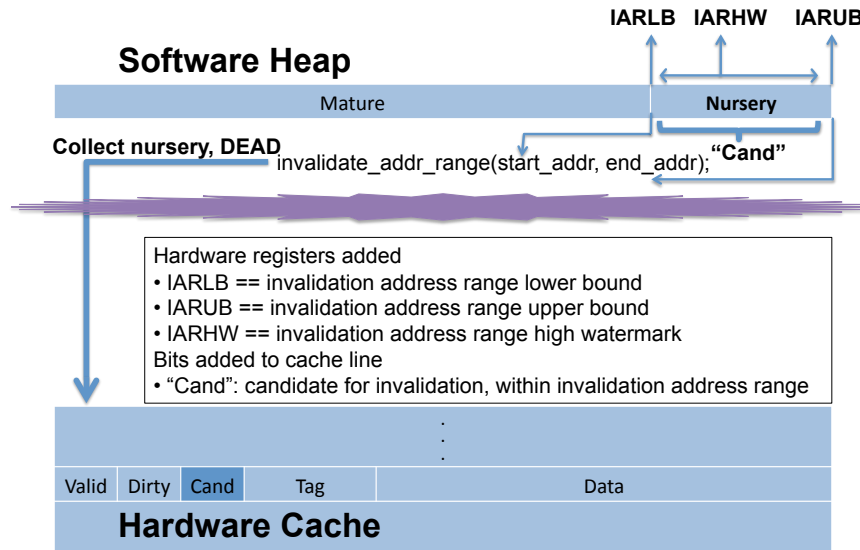 IARLB IARHW IARUB
Software Heap
Mature Nursery
Collect nursery, DEAD
"Cand"
invalidate_addr_range(start_addr, end_addr);
Hardware registers added
• IARLB == invalidation address range lower bound
• IARUB == invalidation address range upper bound
• IARHW == invalidation address range high watermark
Bits added to cache line
• “Cand”: candidate for invalidation, within invalidation address range
.
.
.
Valid Dirty Cand Tag Data
Hardware Cache